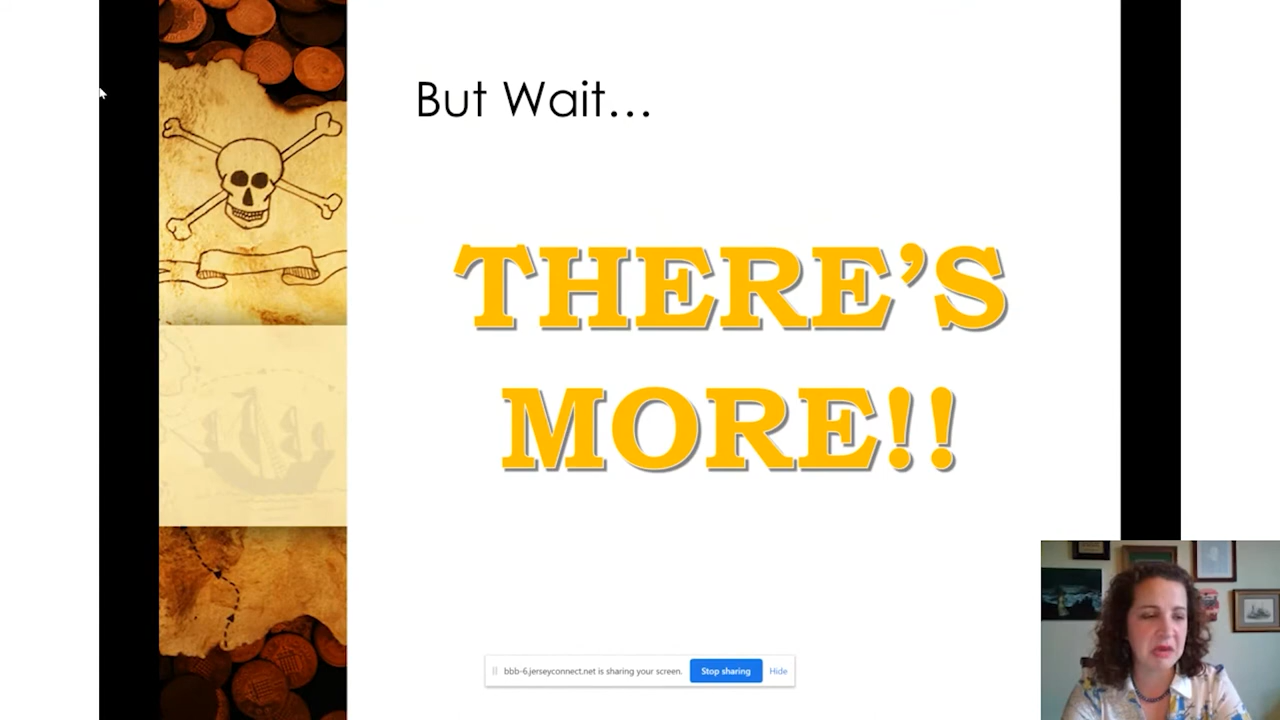 But Wait...
THERE'S
MORE!!
bbb-6.jerseyconnect.net is sharing your screen. Stop sharing Hide